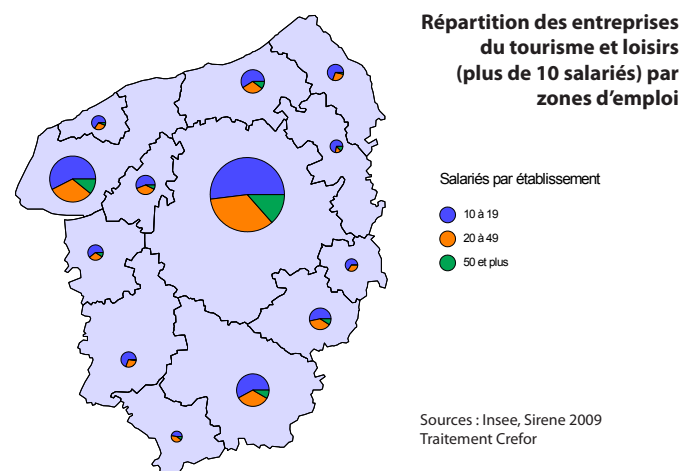 Répartition des entreprises
du tourisme et loisirs
(plus de 10 salariés) par
zones d'emploi
Salariés par établissement
10 à 19
20 à 49
50 et plus
Sources : Insee, Sirene 2009
Traitement Crefor